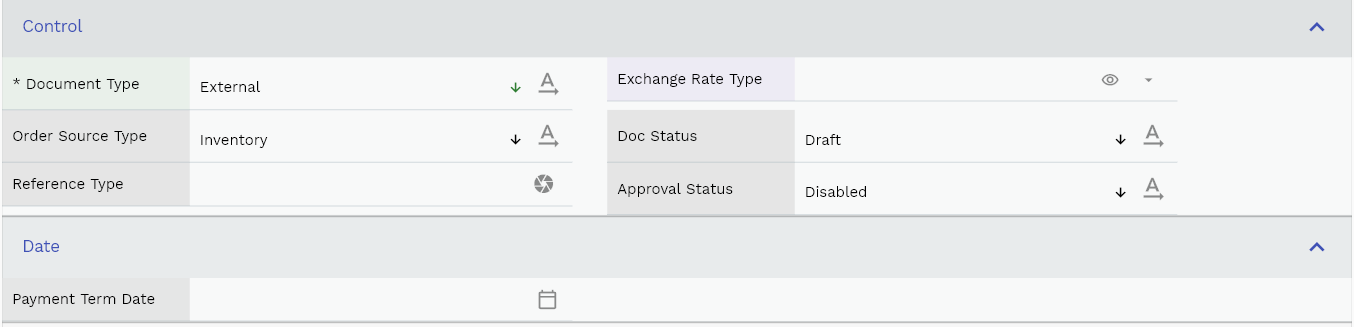 Control
* Document Type
External
Exchange Rate Type
Order Source Type
Inventory
Doc Status
Draft
Reference Type
Approval Status
Disabled
Date
Payment Term Date